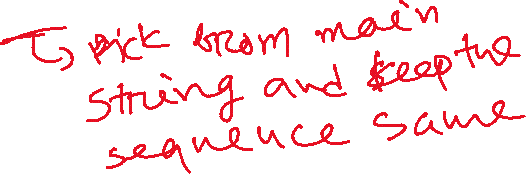 ↳ pick from main
string and keep the
sequence same